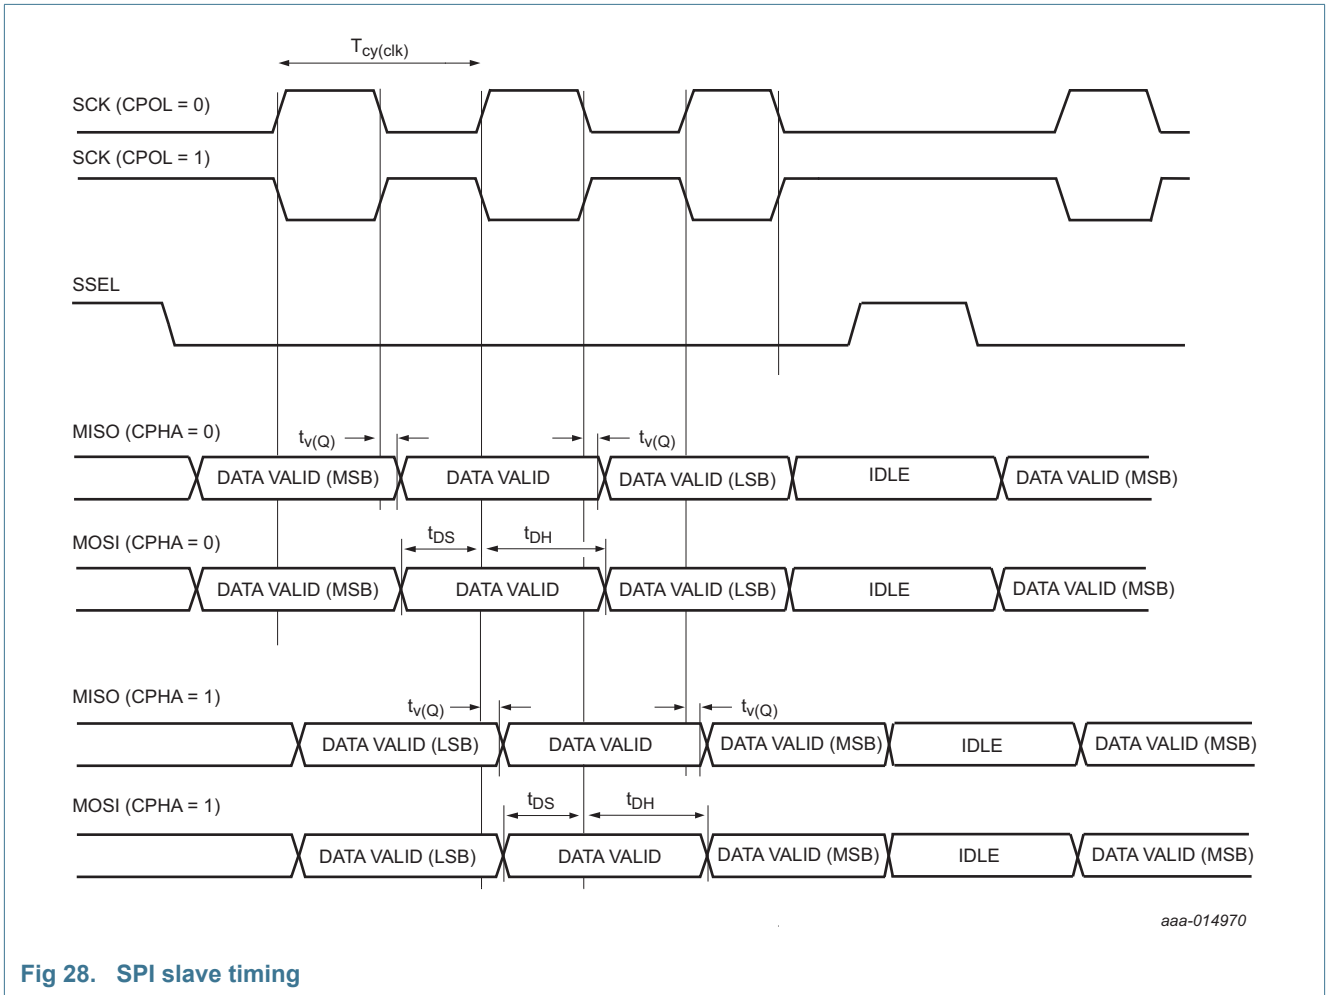 Tcy(clk)
SCK (CPOL = 0)
SCK (CPOL = 1)
SSEL
MISO (CPHA = 0)
tv(Q) tv(Q)
DATA VALID (MSB) DATA VALID DATA VALID (LSB) IDLE DATA VALID (MSB)
MOSI (CPHA = 0)
tDS tDH
DATA VALID (MSB) DATA VALID DATA VALID (LSB) IDLE DATA VALID (MSB)
MISO (CPHA = 1)
tv(Q) tv(Q)
DATA VALID (LSB) DATA VALID DATA VALID (MSB) IDLE DATA VALID (MSB)
MOSI (CPHA = 1)
tDS tDH
DATA VALID (LSB) DATA VALID DATA VALID (MSB) IDLE DATA VALID (MSB)
aaa-014970
Fig 28. SPI slave timing